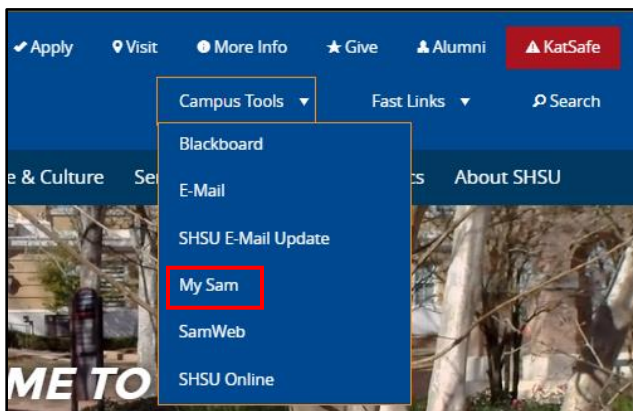 Apply Visit More Info Give Alumni KatSafe
Campus Tools Fast Links Search
Blackboard
e & Culture Se cs About SHSU
E-Mail
SHSU E-Mail Update
My Sam
SamWeb
ME TO
SHSU Online